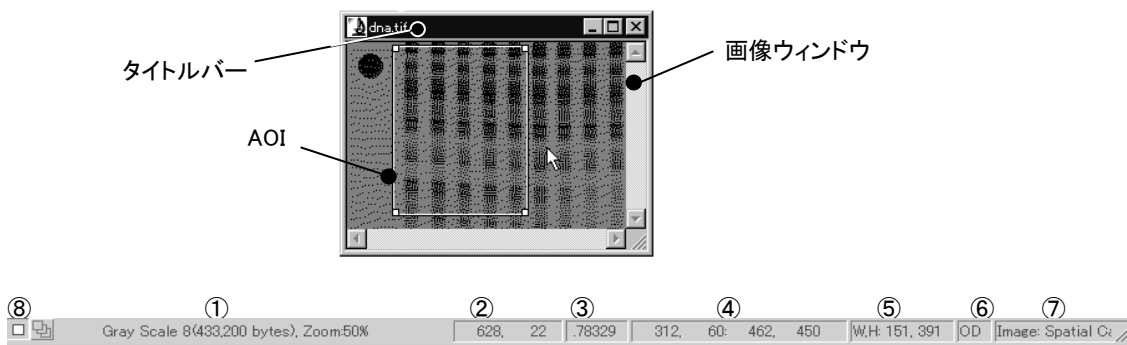 dna.tif
タイトルバー
画像ウィンドウ
AOI
⑧ ① ② ③ ④ ⑤ ⑥ ⑦
Gray Scale 8(433,200 bytes), Zoom:50% 628, 22 .78329 312, 60: 462, 450 W,H: 151, 391 OD Image: Spatial Ca